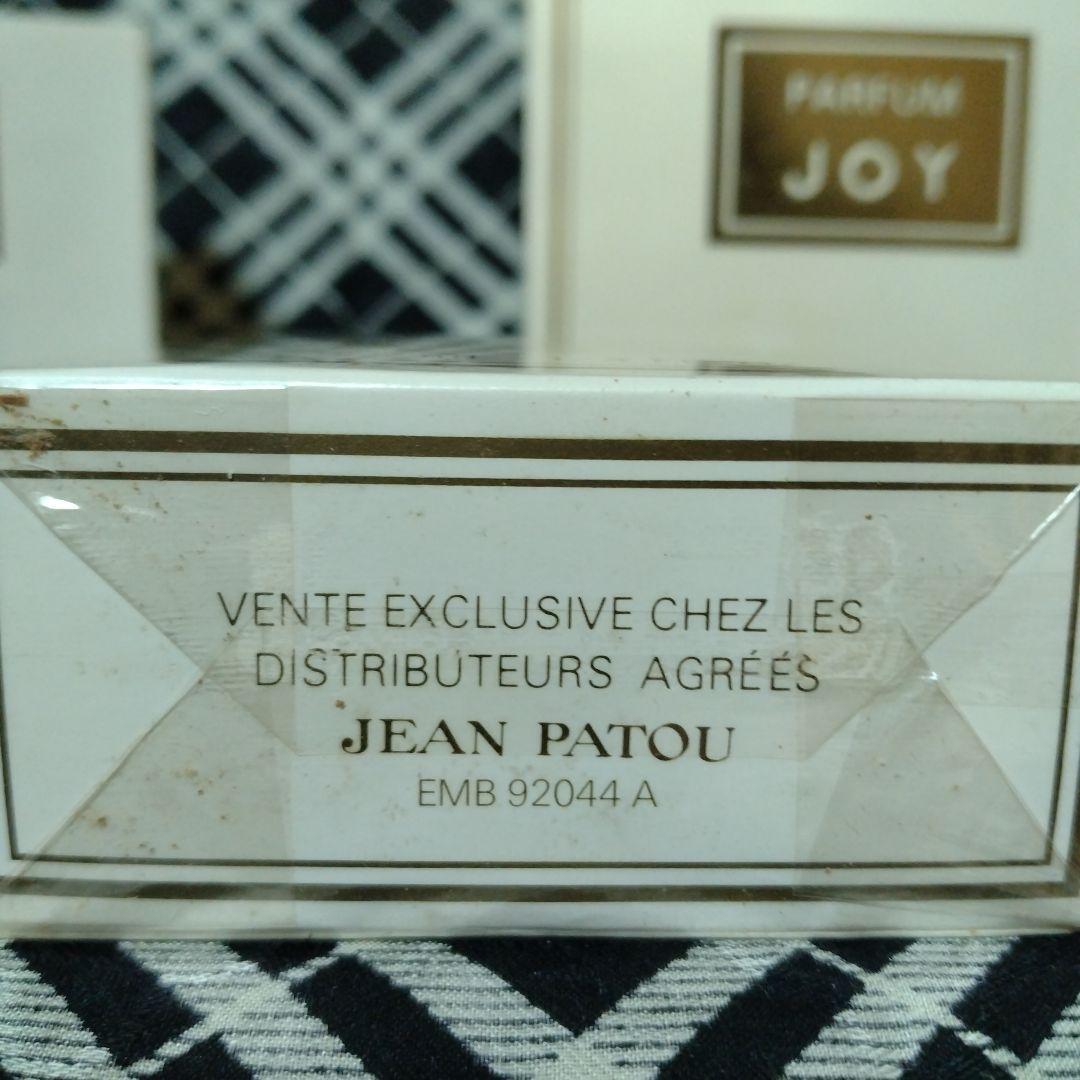 PARFUM
JOY
VENTE EXCLUSIVE CHEZ LES
DISTRIBUTEURS AGRÉÉS
JEAN PATOU
EMB 92044 A